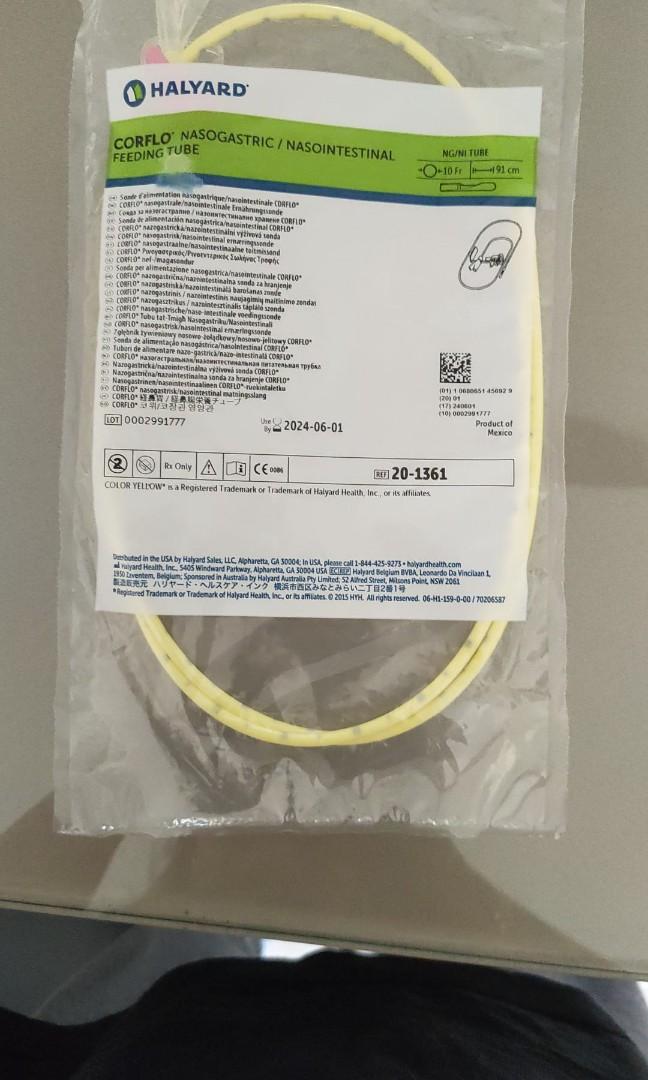 HALYARD*
CORFLO* NASOGASTRIC / NASOINTESTINAL
FEEDING TUBE
NG/NI TUBE
10 Fr 91 cm
Sonde d'alimentation nasogastrique/nasointestinale CORFLO*
CORFLO* nasogastrale/nasointestinale Ernährungssonde
Сонда за назогастрално / назоинтестинално хранене CORFLO*
Sonda de alimentación nasogástrica/nasointestinal CORFLO*
CORFLO* nazogastrická/nazointestinální výživová sonda
CORFLO* nasogastrisk/nasointestinal ernæringssonde
CORFLO* nasogastraalne/nasointestinaalne toitmissond
CORFLO* Ρινογαστρικός/Ρινοεντερικός Σωλήνας Τροφής
CORFLO* nef-/magasondur
Sonda per alimentazione nasogastrica/nasointestinale CORFLO*
CORFLO* nazogastrična/nazointestinalna sonda za hranjenje
CORFLO* nazogastriskā/nazointestinālā barošanas zonde
CORFLO* nazogastrinis / nazointestinis naujagimių maitinimo zondas
CORFLO* nazogasztrikus / nazointesztinális tápláló szonda
CORFLO* nasogastrische/naso-intestinale voedingssonde
CORFLO* Tubu tat-Tmigħ Nasogastriku/Nasointestinali
CORFLO* nasogastrisk/nasointestinal ernæringssonde
Zgłębnik żywieniowy nosowo-żołądkowy/nosowo-jelitowy CORFLO*
Sonda de alimentação nasogástrica/nasointestinal CORFLO*
Tuburi de alimentare nazo-gastrică/nazo-intestinală CORFLO*
CORFLO* назогастральная/назоинтестинальная питательная трубка
Nazogastrická/nazointestinálna výživová sonda CORFLO*
Nazogastrična/nazointestinalna sonda za hranjenje CORFLO*
Nasogastrinen/nasointestinaalinen CORFLO*-ruokintaletku
CORFLO* nasogastrisk/nasointestinal matningsslang
CORFLO* 経鼻胃 / 経鼻腸栄養チューブ
CORFLO* 코위/코장관 영양관
(01) 1 0680651 45692 9
(20) 01
(17) 240601
(10) 0002991777
LOT 0002991777
Use By 2024-06-01
Product of
Mexico
2 Rx Only CE 0086 REF 20-1361
COLOR YELLOW* is a Registered Trademark or Trademark of Halyard Health, Inc., or its affiliates.
Distributed in the USA by Halyard Sales, LLC, Alpharetta, GA 30004; In USA, please call 1-844-425-9273 • halyardhealth.com
Halyard Health, Inc., 5405 Windward Parkway, Alpharetta, GA 30004 USA EC REP Halyard Belgium BVBA, Leonardo Da Vincilaan 1,
1930 Zaventem, Belgium; Sponsored in Australia by Halyard Australia Pty Limited; 52 Alfred Street, Milsons Point, NSW 2061
製造販売元 ハリヤード・ヘルスケア・インク 横浜市西区みなとみらい二丁目2番1号
*Registered Trademark or Trademark of Halyard Health, Inc., or its affiliates. © 2015 HYH. All rights reserved. 06-H1-159-0-00 / 70206587